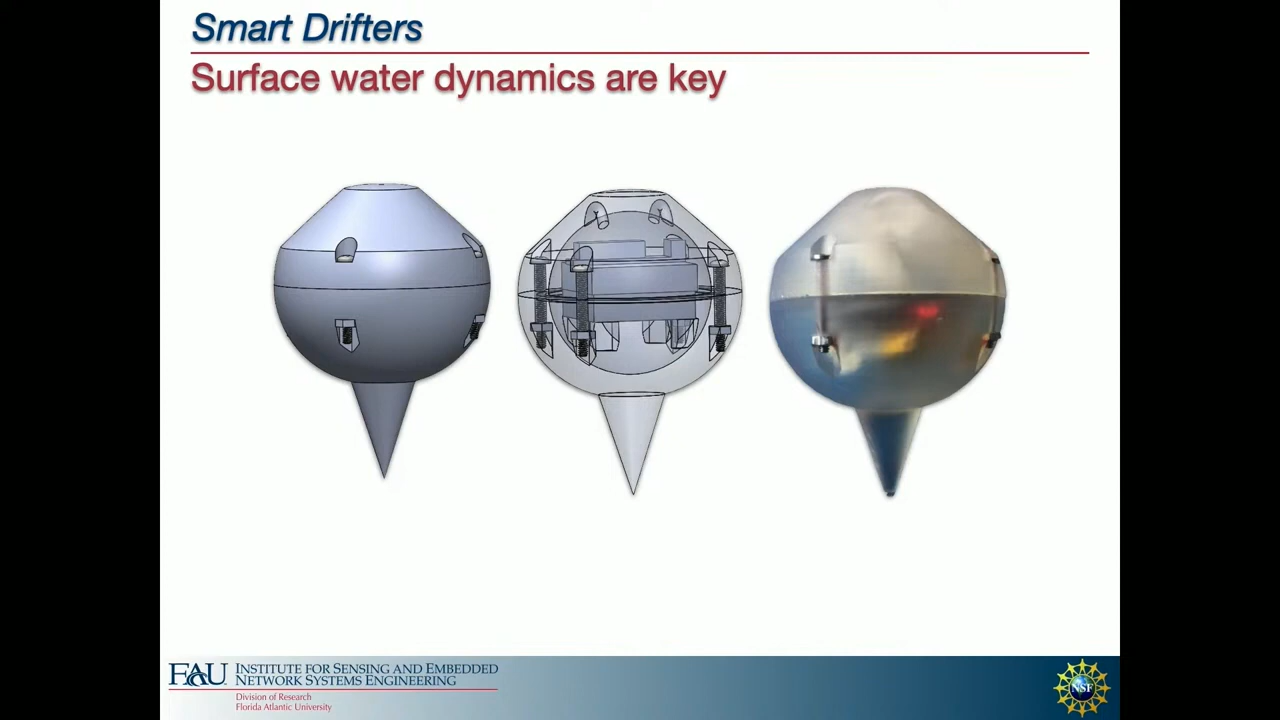 Smart Drifters
Surface water dynamics are key
FAU
INSTITUTE FOR SENSING AND EMBEDDED
NETWORK SYSTEMS ENGINEERING
Division of Research
Florida Atlantic University
NSF